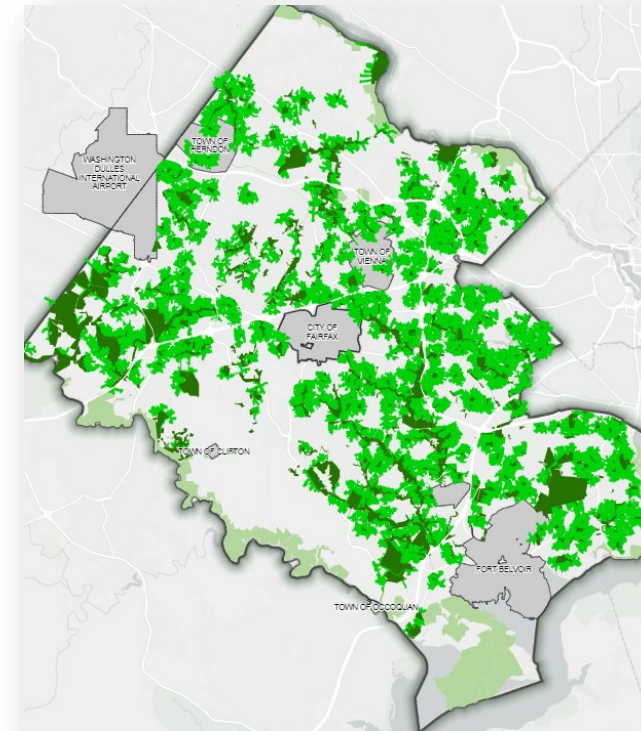 TOWN OF
HERNDON
WASHINGTON
DULLES
INTERNATIONAL
AIRPORT
TOWN OF
VIENNA
CITY OF
FAIRFAX
TOWN OF CLIFTON
FORT BELVOIR
TOWN OF OCCOQUAN